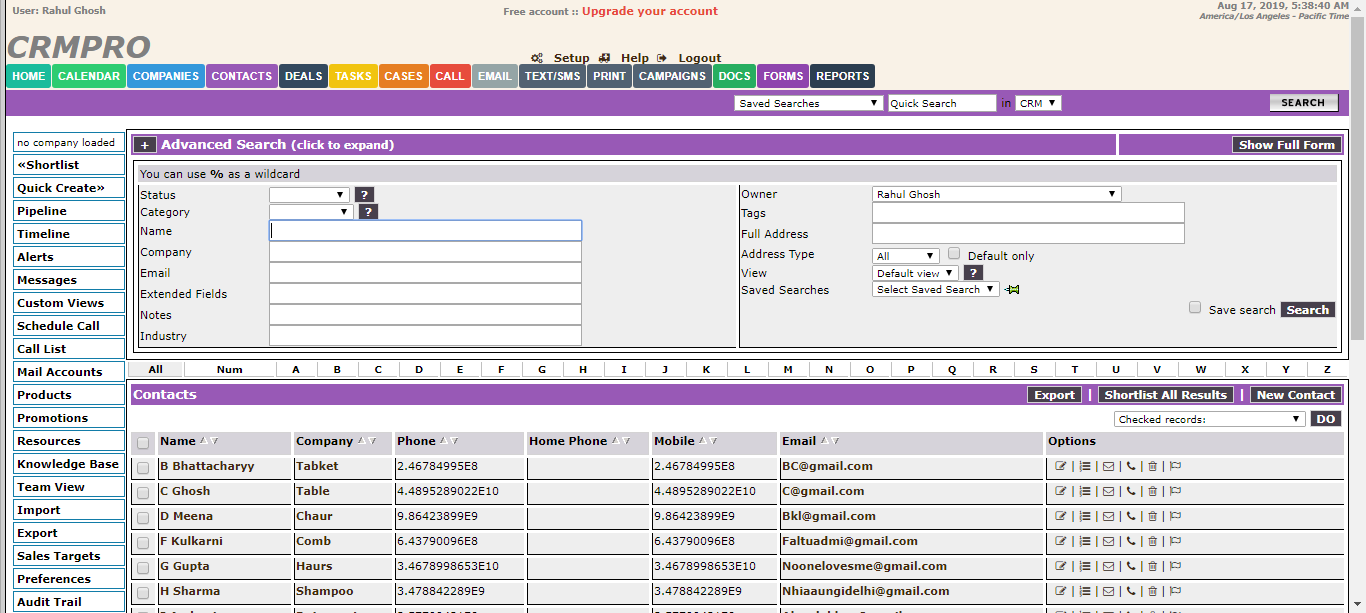 User: Rahul Ghosh
Free account :: Upgrade your account
Aug 17, 2019, 5:38:40 AM
America/Los Angeles - Pacific Time
CRMPRO
Setup Help Logout
HOME CALENDAR COMPANIES CONTACTS DEALS TASKS CASES CALL EMAIL TEXT/SMS PRINT CAMPAIGNS DOCS FORMS REPORTS
Saved Searches Quick Search in CRM SEARCH
no company loaded
«Shortlist
Quick Create»
Pipeline
Timeline
Alerts
Messages
Custom Views
Schedule Call
Call List
Mail Accounts
Products
Promotions
Resources
Knowledge Base
Team View
Import
Export
Sales Targets
Preferences
Audit Trail
+ Advanced Search (click to expand) Show Full Form
You can use % as a wildcard
Status ?
Category ?
Name
Company
Email
Extended Fields
Notes
Industry
Owner Rahul Ghosh
Tags
Full Address
Address Type All Default only
View Default view ?
Saved Searches Select Saved Search
Save search Search
All Num A B C D E F G H I J K L M N O P Q R S T U V W X Y Z
Contacts Export | Shortlist All Results | New Contact
Checked records: DO
Name Company Phone Home Phone Mobile Email Options
B Bhattacharyy Tabket 2.46784995E8 2.46784995E8 BC@gmail.com | | | | |
C Ghosh Table 4.4895289022E10 4.4895289022E10 C@gmail.com | | | | |
D Meena Chaur 9.86423899E9 9.86423899E9 Bkl@gmail.com | | | | |
F Kulkarni Comb 6.43790096E8 6.43790096E8 Faltuadmi@gmail.com | | | | |
G Gupta Haurs 3.4678998653E10 3.4678998653E10 Noonelovesme@gmail.com | | | | |
H Sharma Shampoo 3.478842289E9 3.478842289E9 Nhiaaungidelhi@gmail.com | | | | |